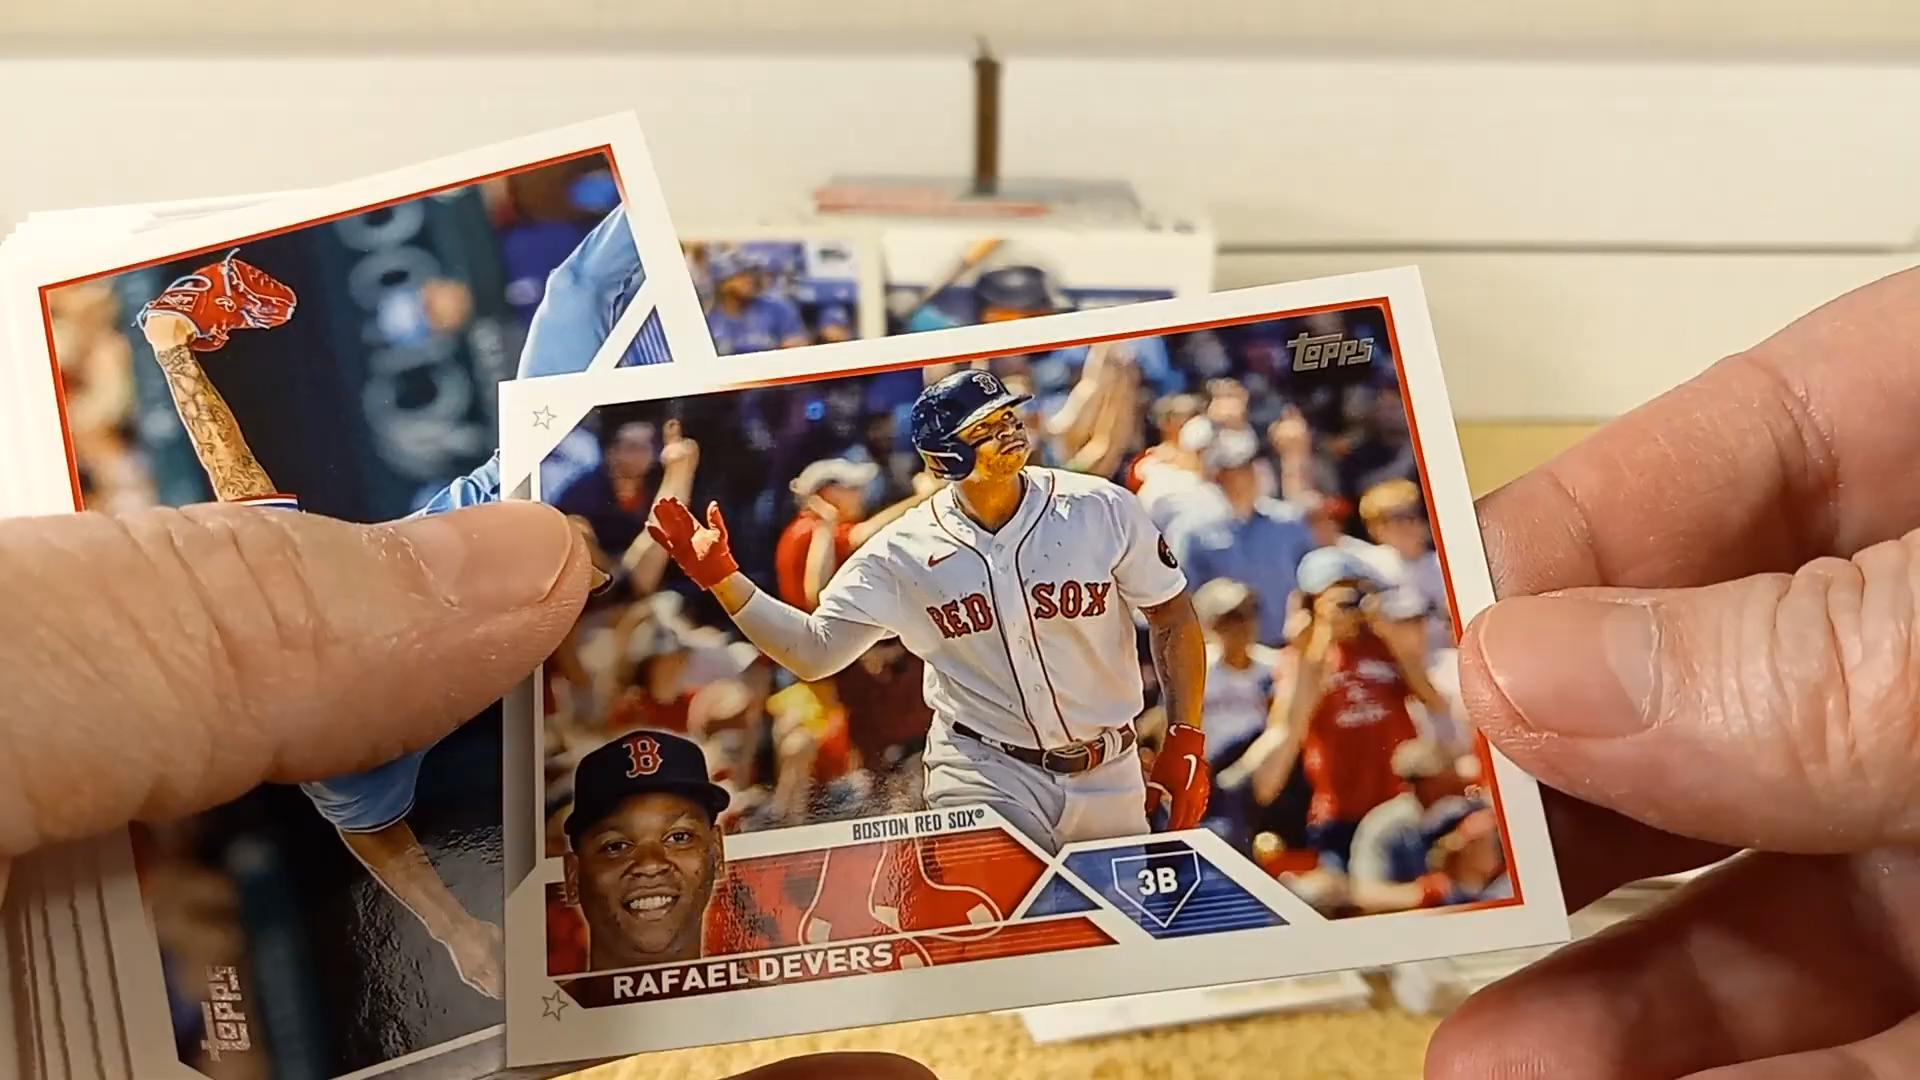 topps
B
RED SOX
BOSTON RED SOX®
3B
B
RAFAEL DEVERS
topps